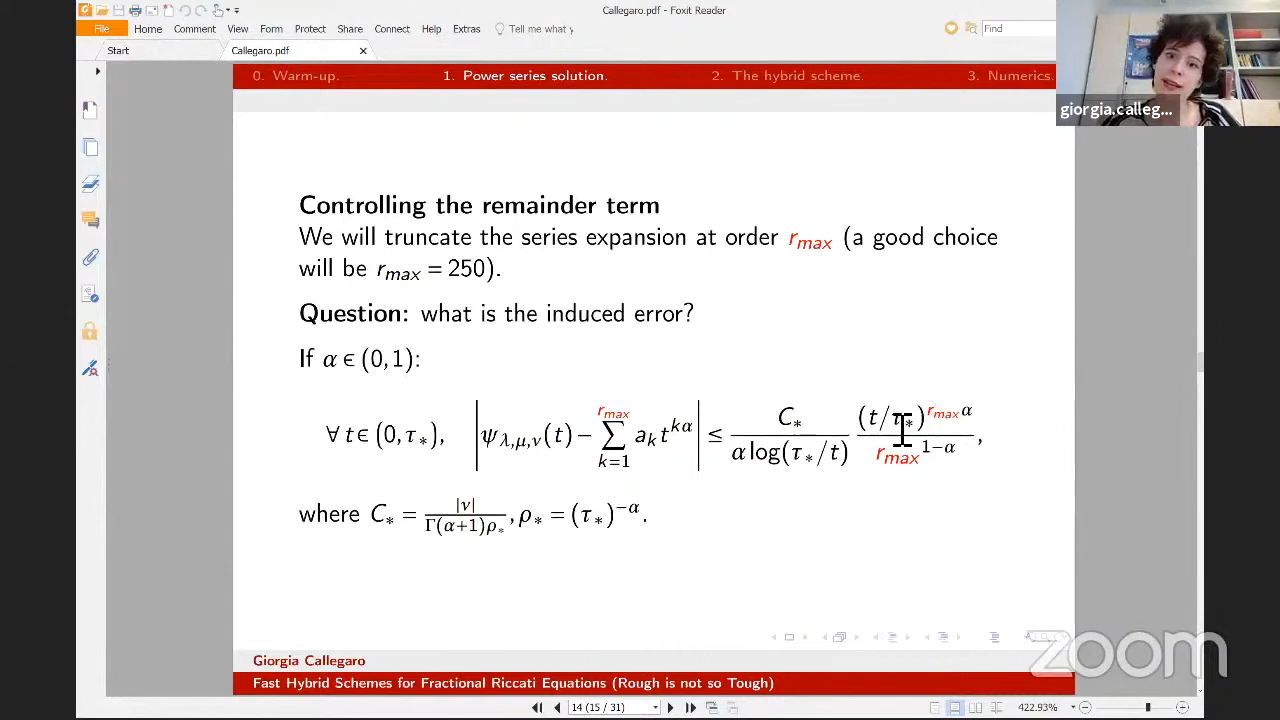 Callegaro.pdf - Foxit Reader
File Home Comment View Form Protect Share Connect Help Extras Tell me what y Find
Start Callegaro.pdf ×
0. Warm-up. 1. Power series solution. 2. The hybrid scheme. 3. Numerics.
giorgia.calleg...
Controlling the remainder term
We will truncate the series expansion at order r_max (a good choice
will be r_max = 250).
Question: what is the induced error?
If α ∈ (0,1):
∀ t ∈ (0,τ_*), |ψ_{λ,μ,ν}(t) − ∑_{k=1}^{r_max} a_k t^{kα}| ≤ C_* / (α log(τ_*/t)) (t/τ_*)^{r_max α} / r_max^{1−α},
where C_* = |ν| / (Γ(α+1)ρ_*), ρ_* = (τ_*)^{−α}.
zoom
Giorgia Callegaro
Fast Hybrid Schemes for Fractional Riccati Equations (Rough is not so Tough)
14 (15 / 31) 422.93%